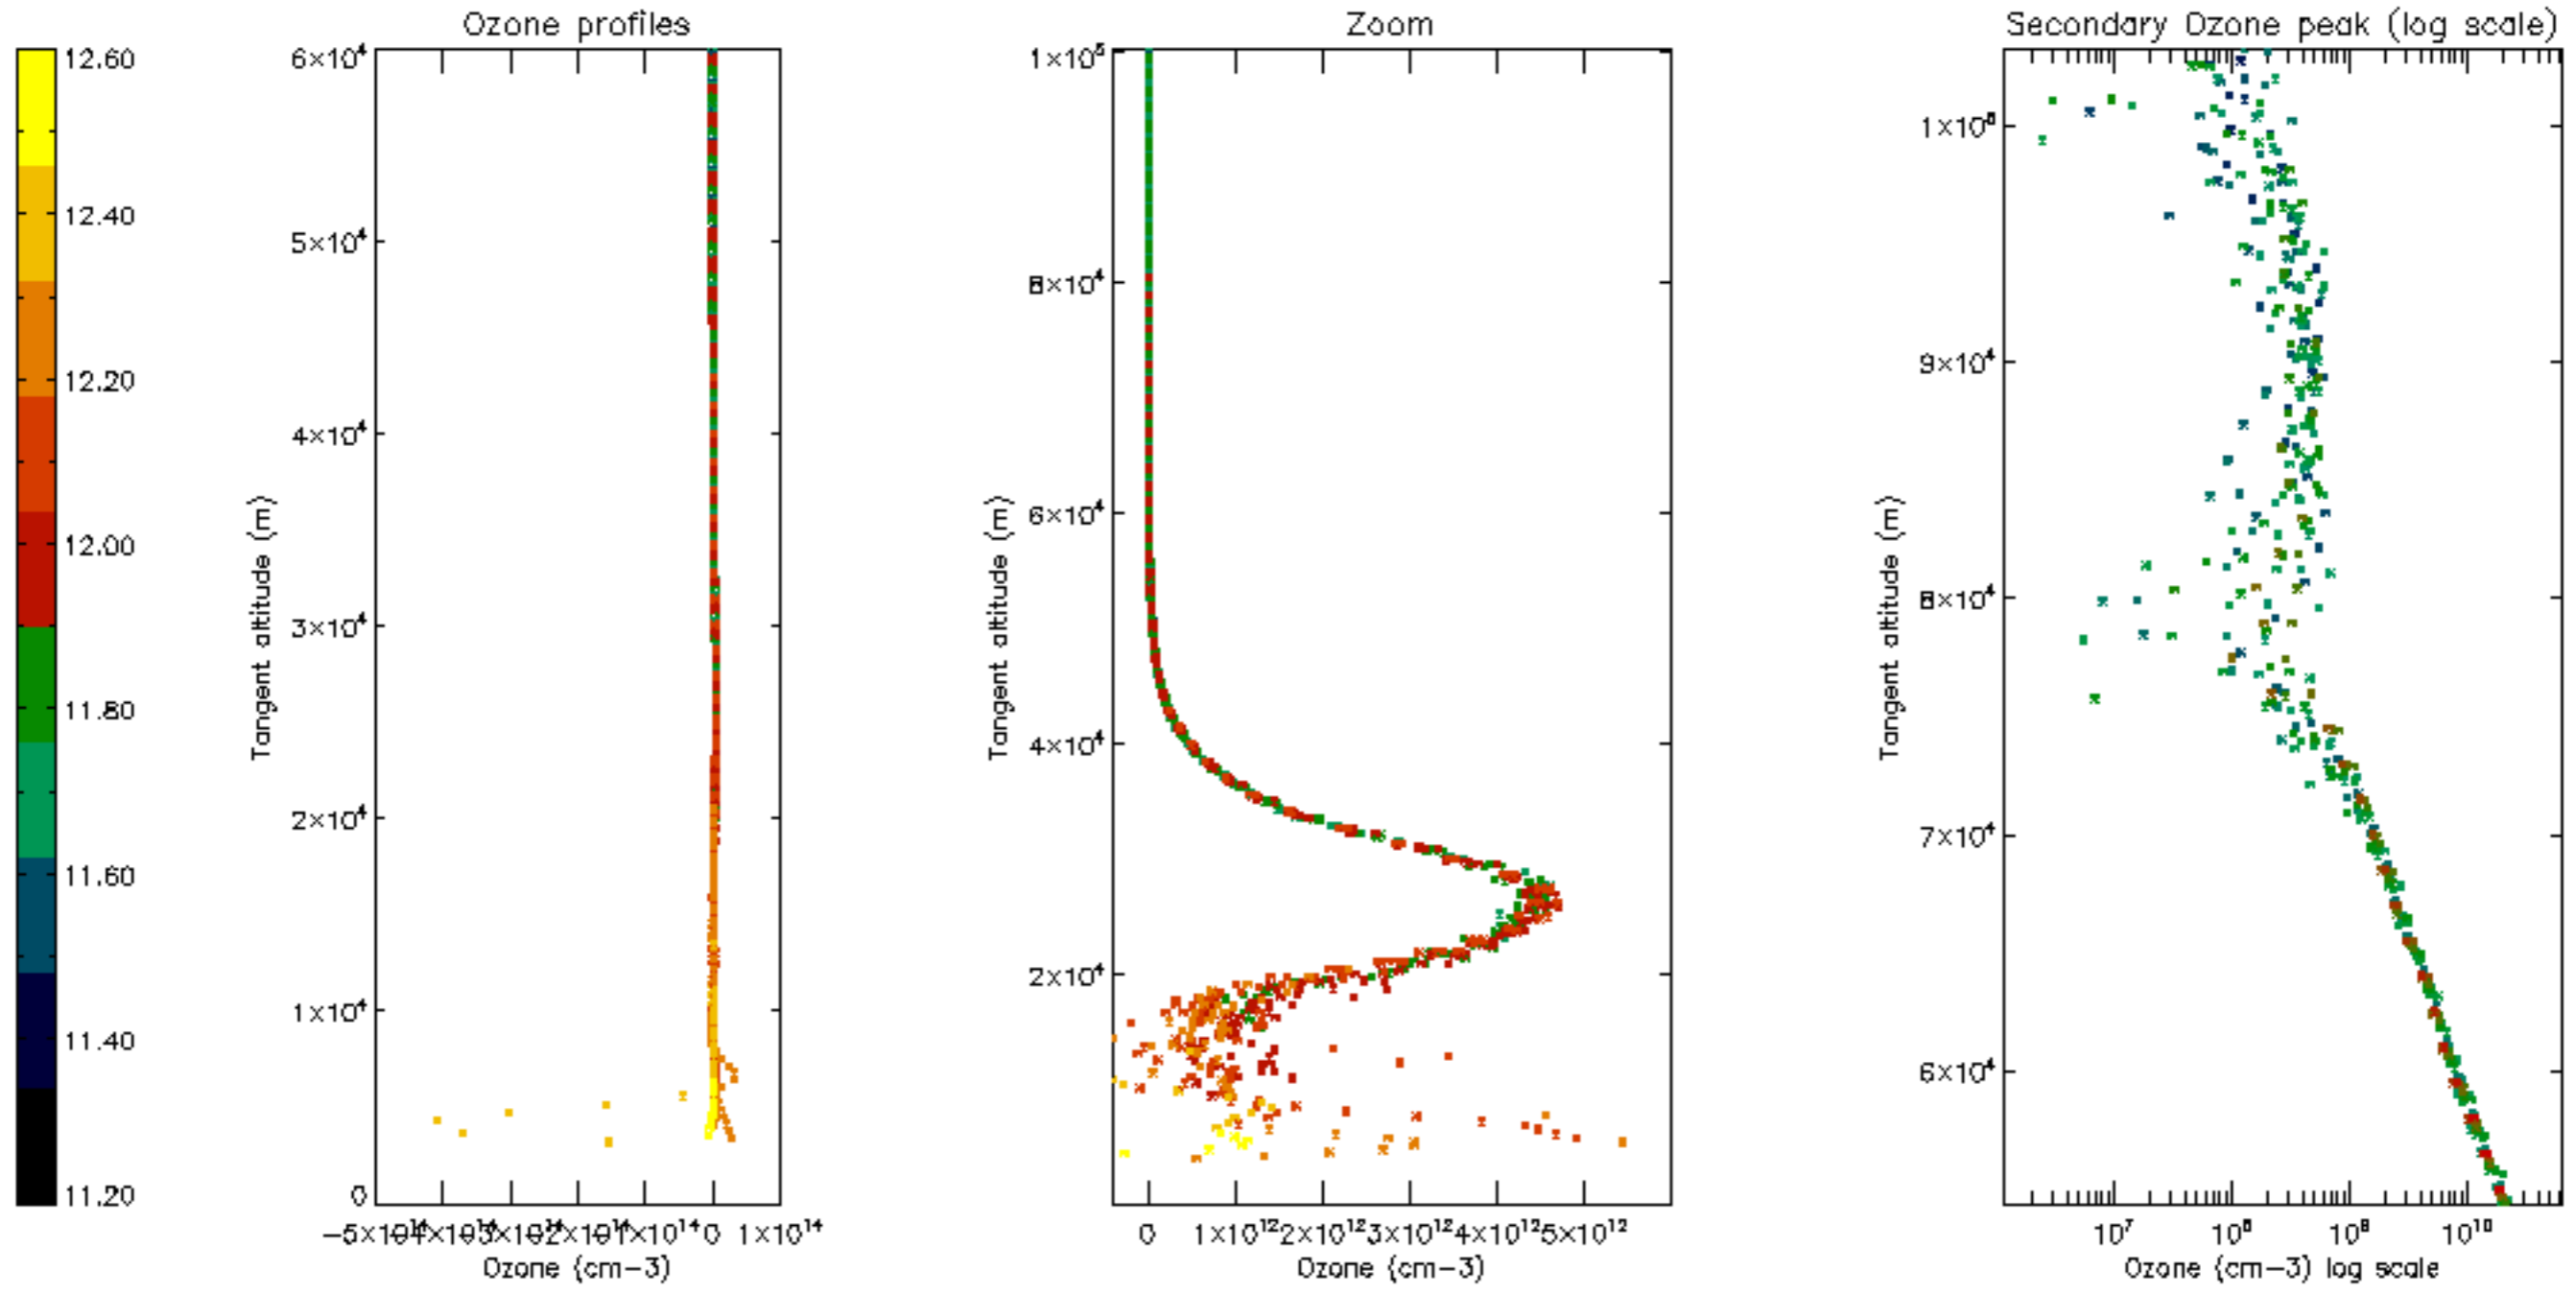 Ozone profiles
Zoom
Secondary Ozone peak (log scale)
12.60
12.40
12.20
12.00
11.80
11.60
11.40
11.20
6×10⁴
5×10⁴
4×10⁴
3×10⁴
2×10⁴
1×10⁴
0
Tangent altitude (m)
0 1×10¹⁴
Ozone (cm-3)
1×10⁵
8×10⁴
6×10⁴
4×10⁴
2×10⁴
Tangent altitude (m)
0 1×10¹² 2×10¹² 3×10¹² 4×10¹² 5×10¹²
Ozone (cm-3)
1×10⁵
9×10⁴
8×10⁴
7×10⁴
6×10⁴
Tangent altitude (m)
10⁷ 10⁸ 10⁹ 10¹⁰
Ozone (cm-3) log scale